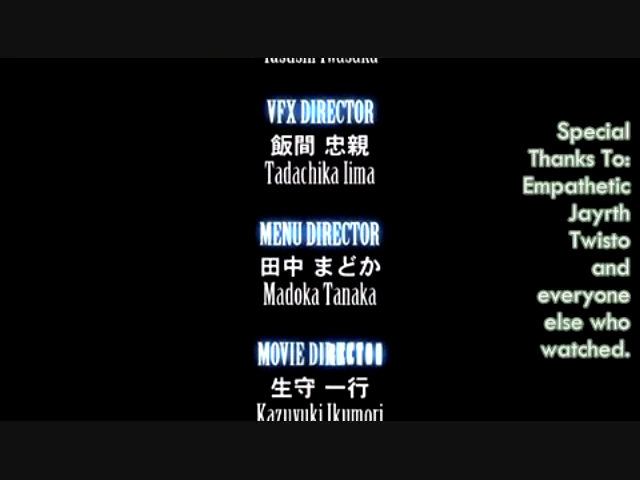 VFX DIRECTOR
飯間 忠親
Tadachika Iima
MENU DIRECTOR
田中 まどか
Madoka Tanaka
MOVIE DIRECTOR
生守 一行
Kazuyuki Ikumori
Special
Thanks To:
Empathetic
Jayrth
Twisto
and
everyone
else who
watched.